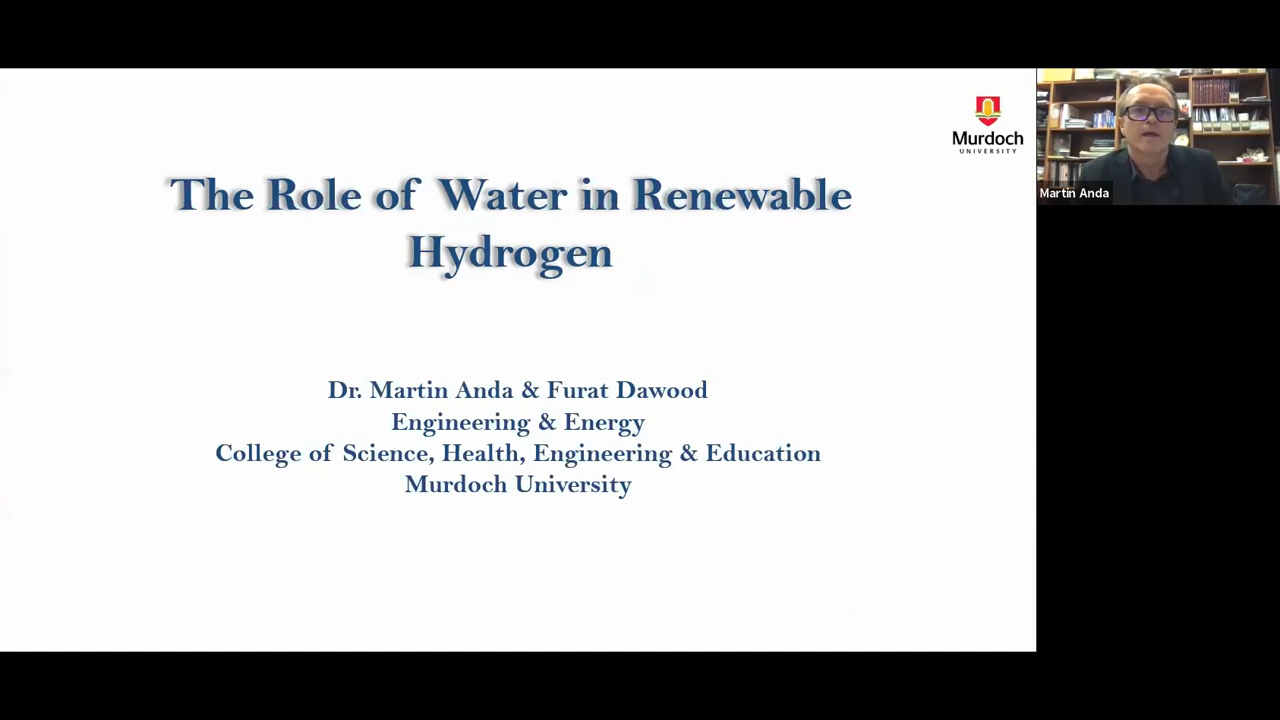 Murdoch
UNIVERSITY
The Role of Water in Renewable
Hydrogen
Dr. Martin Anda & Furat Dawood
Engineering & Energy
College of Science, Health, Engineering & Education
Murdoch University
Martin Anda